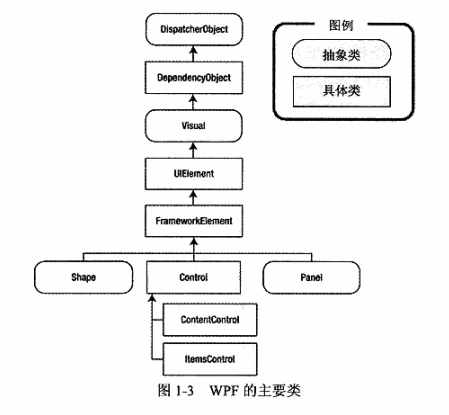 DispatcherObject
图例
抽象类
DependencyObject
具体类
Visual
UIElement
FrameworkElement
Shape
Control
Panel
ContentControl
ItemsControl
图 1-3 WPF 的主要类